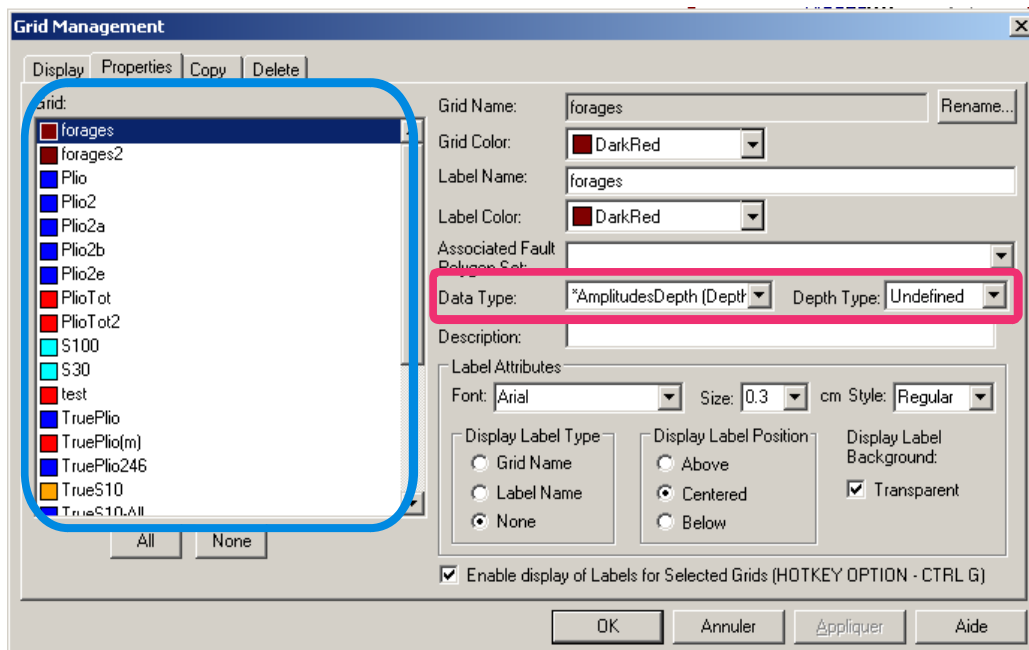 Grid Management
Display Properties Copy Delete
Grid:
forages
forages2
Plio
Plio2
Plio2a
Plio2b
Plio2e
PlioTot
PlioTot2
S100
S30
test
TruePlio
TruePlio(m)
TruePlio246
TrueS10
TrueS10-All
All None
Grid Name: forages Rename...
Grid Color: DarkRed
Label Name: forages
Label Color: DarkRed
Associated Fault
Polygon Set:
Data Type: *AmplitudesDepth (Depth Depth Type: Undefined
Description:
Label Attributes
Font: Arial Size: 0.3 cm Style: Regular
Display Label Type
Grid Name
Label Name
None
Display Label Position
Above
Centered
Below
Display Label
Background:
Transparent
Enable display of Labels for Selected Grids (HOTKEY OPTION - CTRL G)
OK Annuler Appliquer Aide